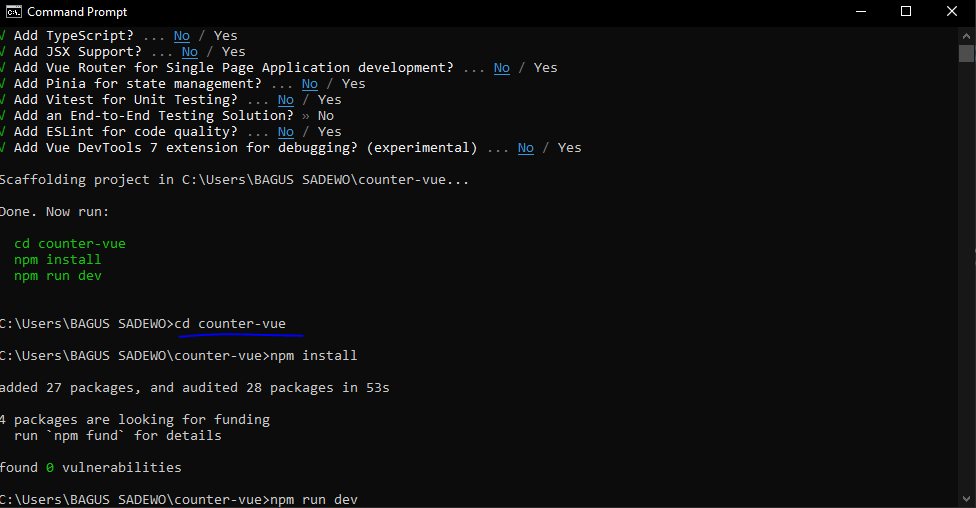 Command Prompt
√ Add TypeScript? ... No / Yes
√ Add JSX Support? ... No / Yes
√ Add Vue Router for Single Page Application development? ... No / Yes
√ Add Pinia for state management? ... No / Yes
√ Add Vitest for Unit Testing? ... No / Yes
√ Add an End-to-End Testing Solution? » No
√ Add ESLint for code quality? ... No / Yes
√ Add Vue DevTools 7 extension for debugging? (experimental) ... No / Yes
Scaffolding project in C:\Users\BAGUS SADEWO\counter-vue...
Done. Now run:
cd counter-vue
npm install
npm run dev
C:\Users\BAGUS SADEWO>cd counter-vue
C:\Users\BAGUS SADEWO\counter-vue>npm install
added 27 packages, and audited 28 packages in 53s
4 packages are looking for funding
run `npm fund` for details
found 0 vulnerabilities
C:\Users\BAGUS SADEWO\counter-vue>npm run dev